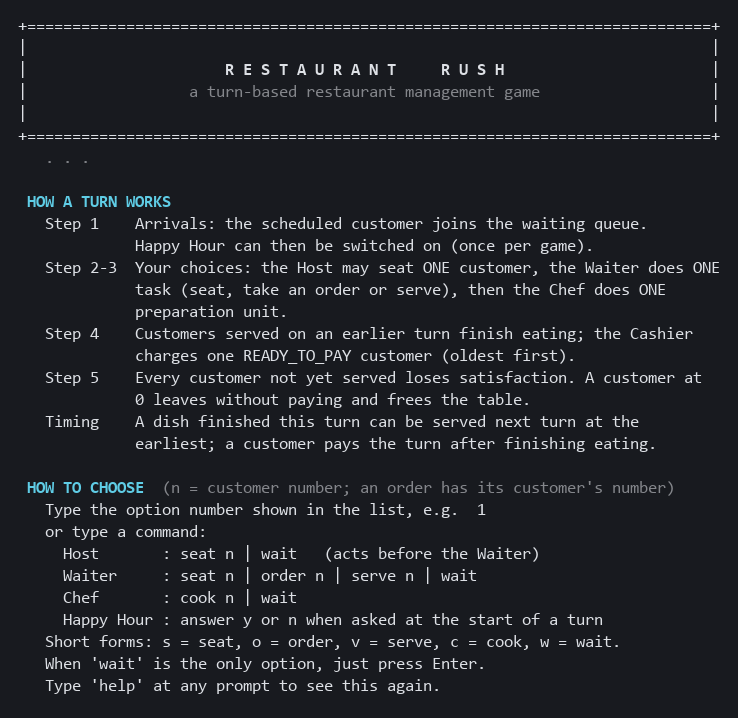 +============================================================================+
|                                                                            |
|                      R E S T A U R A N T     R U S H                       |
|                  a turn-based restaurant management game                   |
|                                                                            |
+============================================================================+
   . . .

 HOW A TURN WORKS
   Step 1    Arrivals: the scheduled customer joins the waiting queue.
             Happy Hour can then be switched on (once per game).
   Step 2-3  Your choices: the Host may seat ONE customer, the Waiter does ONE
             task (seat, take an order or serve), then the Chef does ONE
             preparation unit.
   Step 4    Customers served on an earlier turn finish eating; the Cashier
             charges one READY_TO_PAY customer (oldest first).
   Step 5    Every customer not yet served loses satisfaction. A customer at
             0 leaves without paying and frees the table.
   Timing    A dish finished this turn can be served next turn at the
             earliest; a customer pays the turn after finishing eating.

 HOW TO CHOOSE  (n = customer number; an order has its customer's number)
   Type the option number shown in the list, e.g.  1
   or type a command:
     Host       : seat n | wait   (acts before the Waiter)
     Waiter     : seat n | order n | serve n | wait
     Chef       : cook n | wait
     Happy Hour : answer y or n when asked at the start of a turn
   Short forms: s = seat, o = order, v = serve, c = cook, w = wait.
   When 'wait' is the only option, just press Enter.
   Type 'help' at any prompt to see this again.